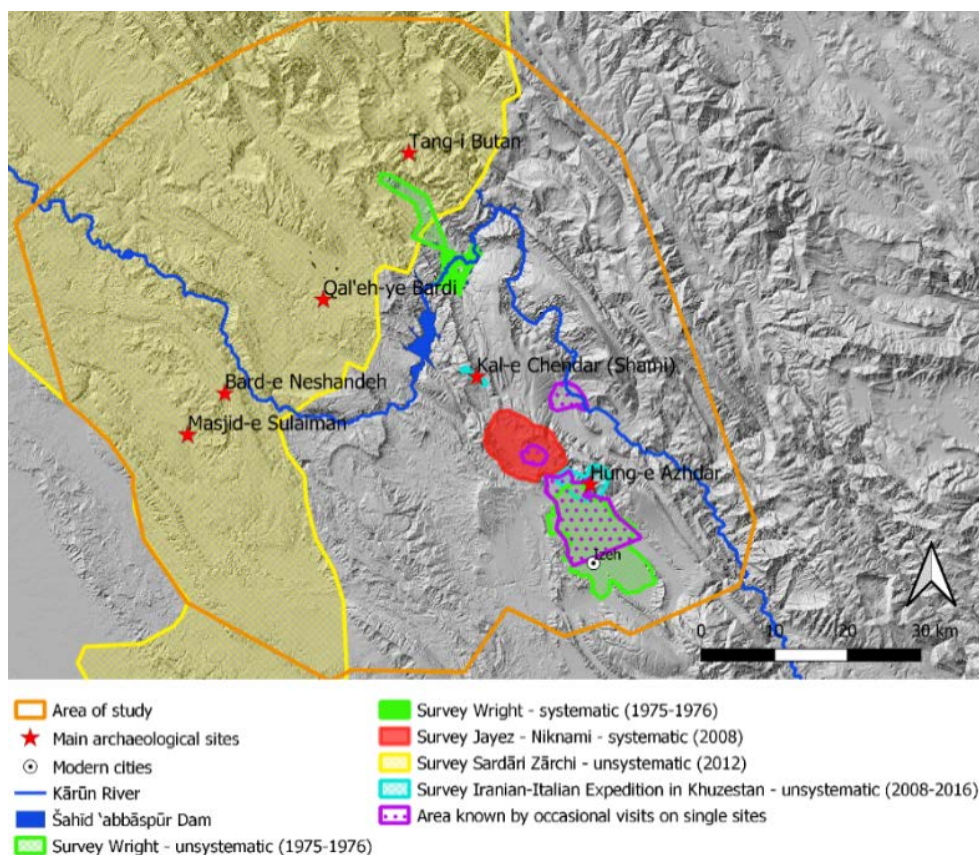 Tang-i Butan
Qal'eh-ye Bardi
Kal-e Chendar (Shami)
Bard-e Neshandeh
Masjid-e Sulaiman
Hung-e Azhdar
Izeh
0 10 20 30 km
Area of study
Main archaeological sites
Modern cities
Kārūn River
Šahīd ‘abbāspūr Dam
Survey Wright - unsystematic (1975-1976)
Survey Wright - systematic (1975-1976)
Survey Jayez - Niknami - systematic (2008)
Survey Sardāri Zārchi - unsystematic (2012)
Survey Iranian-Italian Expedition in Khuzestan - unsystematic (2008-2016)
Area known by occasional visits on single sites